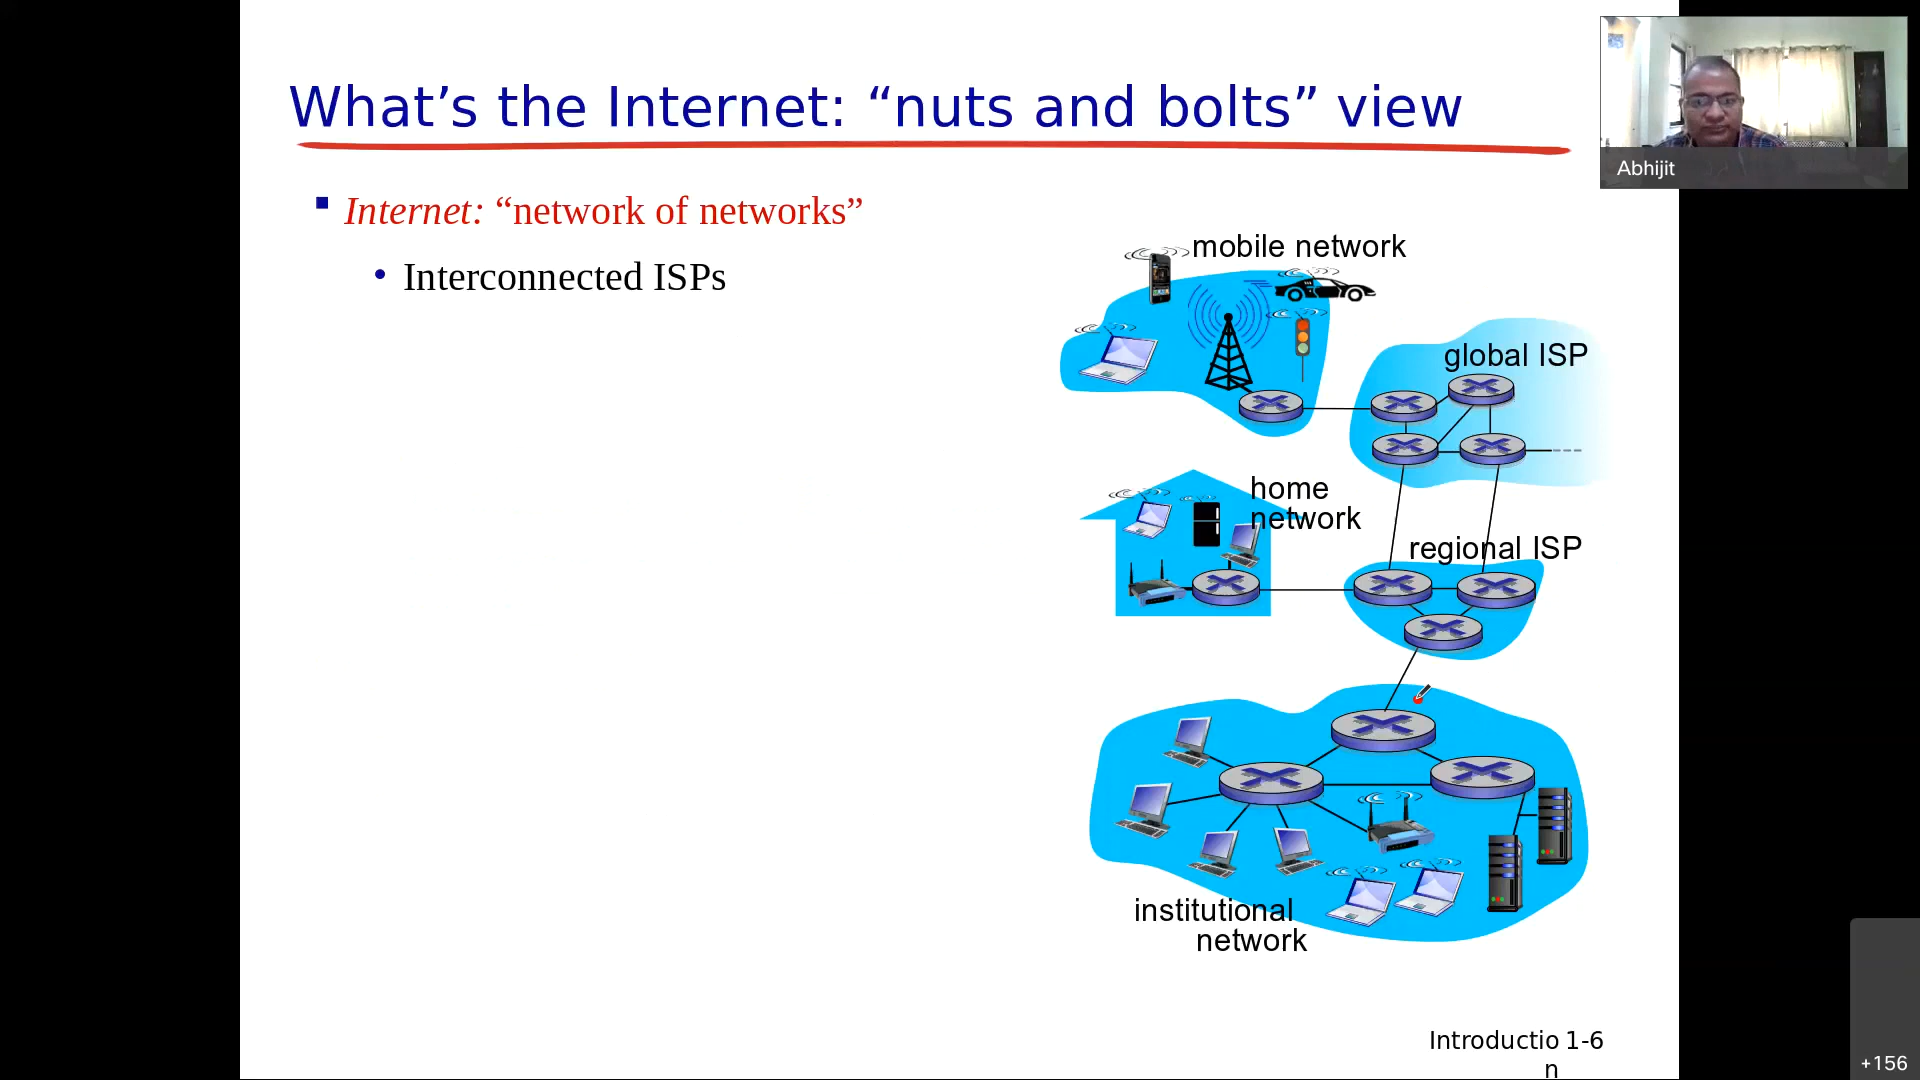 What’s the Internet: “nuts and bolts” view
Abhijit
Internet: “network of networks”
• Interconnected ISPs
mobile network
global ISP
home
network
regional ISP
institutional
network
Introductio 1-6
n
+156